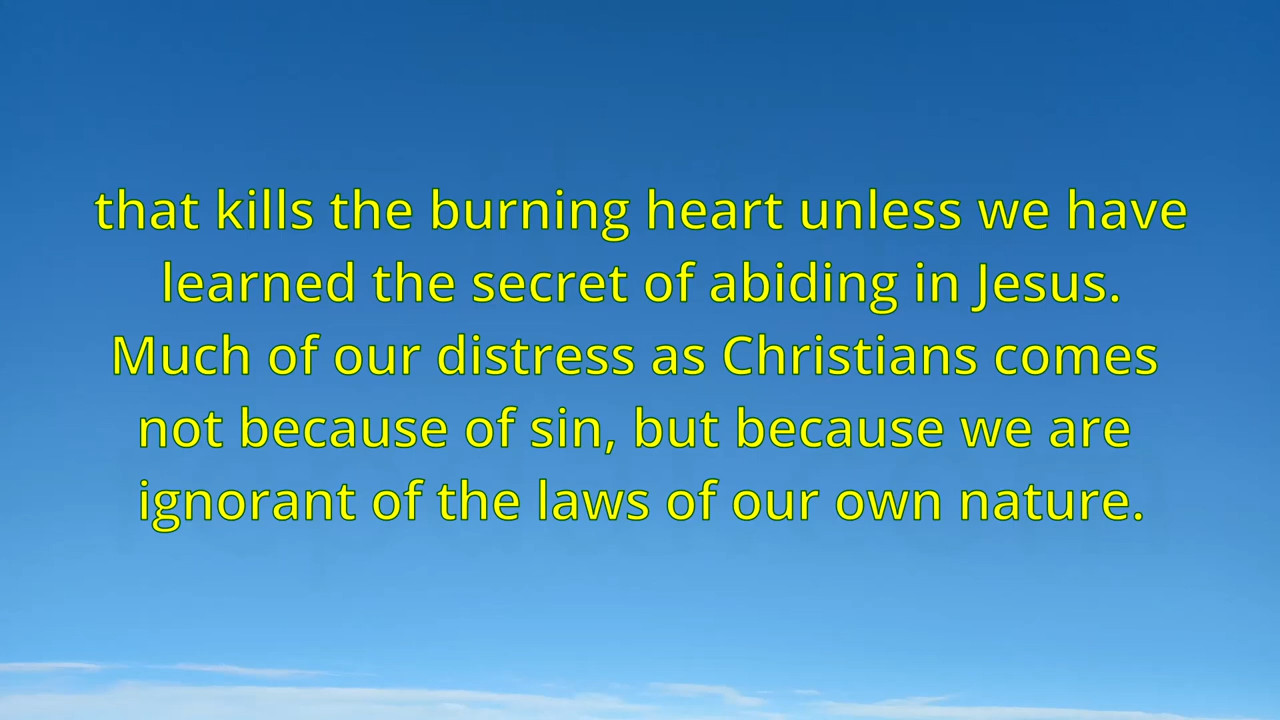 that kills the burning heart unless we have
learned the secret of abiding in Jesus.
Much of our distress as Christians comes
not because of sin, but because we are
ignorant of the laws of our own nature.